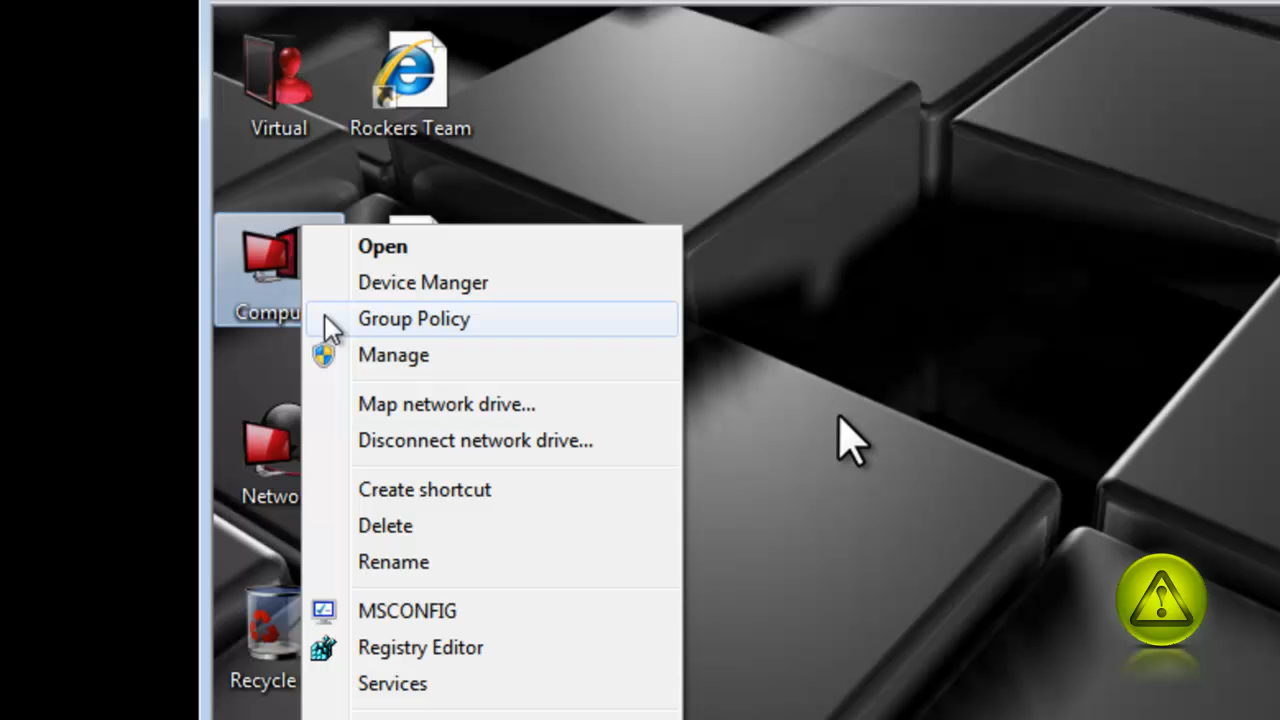 Virtual
Rockers Team
Compu
Netwo
Recycle
Open
Device Manger
Group Policy
Manage
Map network drive...
Disconnect network drive...
Create shortcut
Delete
Rename
MSCONFIG
Registry Editor
Services